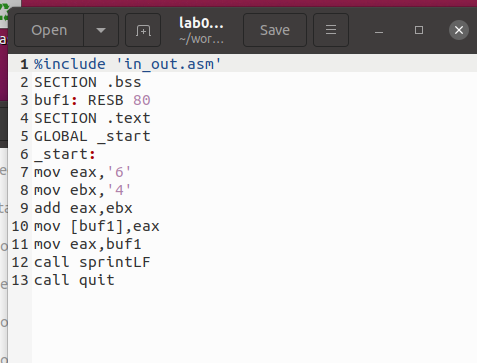 Open
lab0...
~/wor...
Save
1 %include 'in_out.asm'
2 SECTION .bss
3 buf1: RESB 80
4 SECTION .text
5 GLOBAL _start
6 _start:
7 mov eax,'6'
8 mov ebx,'4'
9 add eax,ebx
10 mov [buf1],eax
11 mov eax,buf1
12 call sprintLF
13 call quit